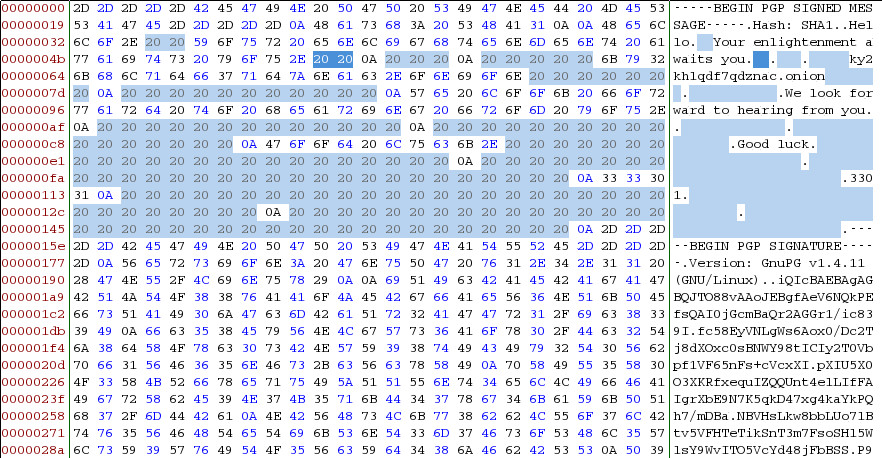 00000000 2D 2D 2D 2D 2D 42 45 47 49 4E 20 50 47 50 20 53 49 47 4E 45 44 20 4D 45 53 -----BEGIN PGP SIGNED MES
00000019 53 41 47 45 2D 2D 2D 2D 2D 0A 48 61 73 68 3A 20 53 48 41 31 0A 0A 48 65 6C SAGE-----.Hash: SHA1..Hel
00000032 6C 6F 2E 20 20 59 6F 75 72 20 65 6E 6C 69 67 68 74 65 6E 6D 65 6E 74 20 61 lo.  Your enlightenment a
0000004b 77 61 69 74 73 20 79 6F 75 2E 20 20 0A 20 20 20 0A 20 20 20 20 20 6B 79 32 waits you.  .   .     ky2
00000064 6B 68 6C 71 64 66 37 71 64 7A 6E 61 63 2E 6F 6E 69 6F 6E 20 20 20 20 20 20 khlqdf7qdznac.onion
0000007d 20 0A 20 20 20 20 20 20 20 20 20 20 20 0A 57 65 20 6C 6F 6F 6B 20 66 6F 72  .           .We look for
00000096 77 61 72 64 20 74 6F 20 68 65 61 72 69 6E 67 20 66 72 6F 6D 20 79 6F 75 2E ward to hearing from you.
000000af 0A 20 20 20 20 20 20 20 20 20 20 20 20 20 0A 20 20 20 20 20 20 20 20 20 20 .             .
000000c8 20 20 20 20 20 20 20 0A 47 6F 6F 64 20 6C 75 63 6B 2E 20 20 20 20 20 20 20        .Good luck.
000000e1 20 20 20 20 20 20 20 20 20 20 20 20 20 20 20 20 0A 20 20 20 20 20 20 20 20                 .
000000fa 20 20 20 20 20 20 20 20 20 20 20 20 20 20 20 20 20 20 20 20 20 0A 33 33 30                      .330
00000113 31 0A 20 20 20 20 20 20 20 20 20 20 20 20 20 20 20 20 20 20 20 20 20 20 20 1.
0000012c 20 20 20 20 20 20 20 20 0A 20 20 20 20 20 20 20 20 20 20 20 20 20 20 20 20         .
00000145 20 20 20 20 20 20 20 20 20 20 20 20 20 20 20 20 20 20 20 20 20 0A 2D 2D 2D                      .---
0000015e 2D 2D 42 45 47 49 4E 20 50 47 50 20 53 49 47 4E 41 54 55 52 45 2D 2D 2D 2D --BEGIN PGP SIGNATURE----
00000177 2D 0A 56 65 72 73 69 6F 6E 3A 20 47 6E 75 50 47 20 76 31 2E 34 2E 31 31 20 -.Version: GnuPG v1.4.11
00000190 28 47 4E 55 2F 4C 69 6E 75 78 29 0A 0A 69 51 49 63 42 41 45 42 41 67 41 47 (GNU/Linux)..iQIcBAEBAgAG
000001a9 42 51 4A 54 4F 38 38 76 41 41 6F 4A 45 42 67 66 41 65 56 36 4E 51 6B 50 45 BQJTO88vAAoJEBgfAeV6NQkPE
000001c2 66 73 51 41 49 30 6A 47 63 6D 42 61 51 72 32 41 47 47 72 31 2F 69 63 38 33 fsQAI0jGcmBaQr2AGGr1/ic83
000001db 39 49 0A 66 63 35 38 45 79 56 4E 4C 67 57 73 36 41 6F 78 30 2F 44 63 32 54 9I.fc58EyVNLgWs6Aox0/Dc2T
000001f4 6A 38 64 58 4F 78 63 30 73 42 4E 57 59 39 38 74 49 43 49 79 32 54 30 56 62 j8dXOxc0sBNWY98tICIy2T0Vb
0000020d 70 66 31 56 46 36 35 6E 46 73 2B 63 56 63 78 58 49 0A 70 58 49 55 35 58 30 pf1VF65nFs+cVcxXI.pXIU5X0
00000226 4F 33 58 4B 52 66 78 65 71 75 49 5A 51 51 55 6E 74 34 65 6C 4C 49 66 46 41 O3XKRfxequIZQQUnt4elLIfFA
0000023f 49 67 72 58 62 45 39 4E 37 4B 35 71 6B 44 34 37 78 67 34 6B 61 59 6B 50 51 IgrXbE9N7K5qkD47xg4kaYkPQ
00000258 68 37 2F 6D 44 42 61 0A 4E 42 56 48 73 4C 6B 77 38 62 62 4C 55 6F 37 6C 42 h7/mDBa.NBVHsLkw8bbLUo7lB
00000271 74 76 35 56 46 48 54 65 54 69 6B 53 6E 54 33 6D 37 46 73 6F 53 48 6C 35 57 tv5VFHTeTikSnT3m7FsoSHl5W
0000028a 6C 73 59 39 57 76 49 54 4F 35 56 63 59 64 34 38 6A 46 62 42 53 53 0A 50 39 lsY9WvITO5VcYd48jFbBSS.P9